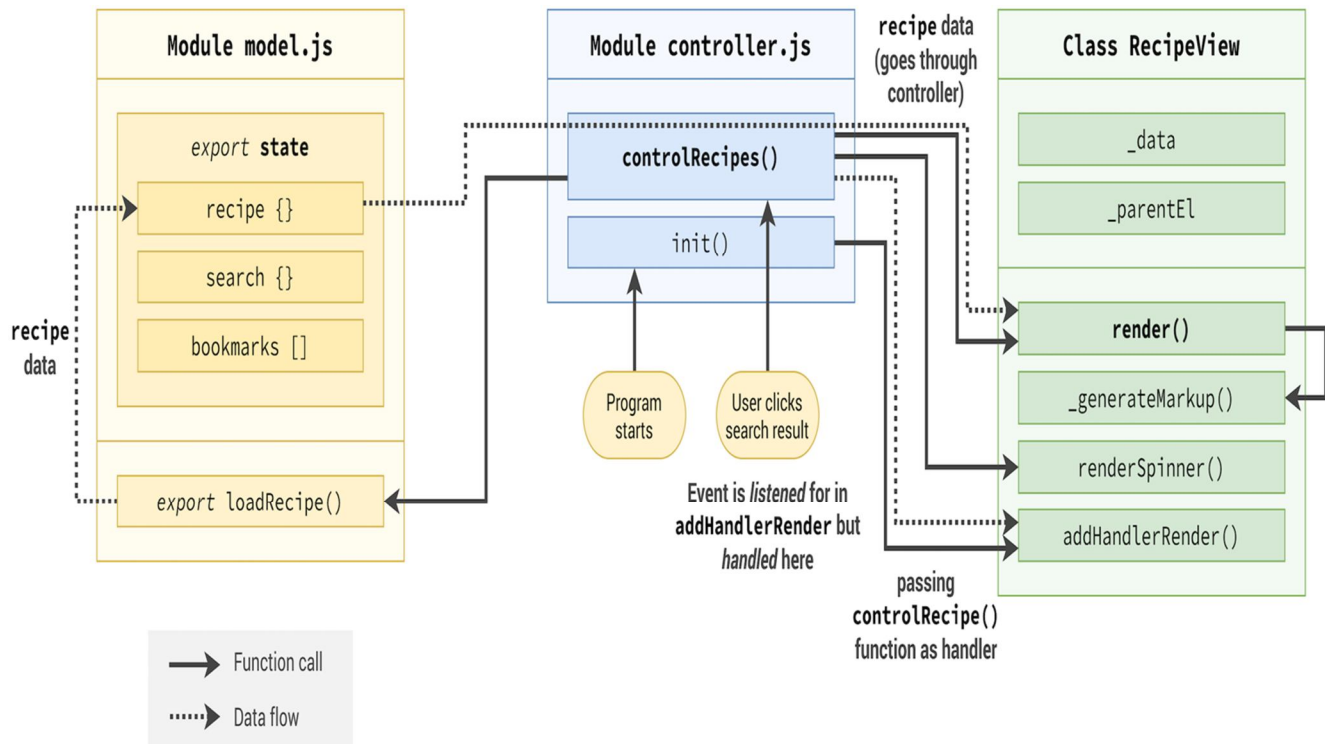 Module model.js
export state
recipe {}
search {}
bookmarks []
export loadRecipe()
recipe
data
Module controller.js
controlRecipes()
init()
Program
starts
User clicks
search result
Event is listened for in
addHandlerRender but
handled here
recipe data
(goes through
controller)
passing
controlRecipe()
function as handler
Class RecipeView
_data
_parentEl
render()
_generateMarkup()
renderSpinner()
addHandlerRender()
Function call
Data flow